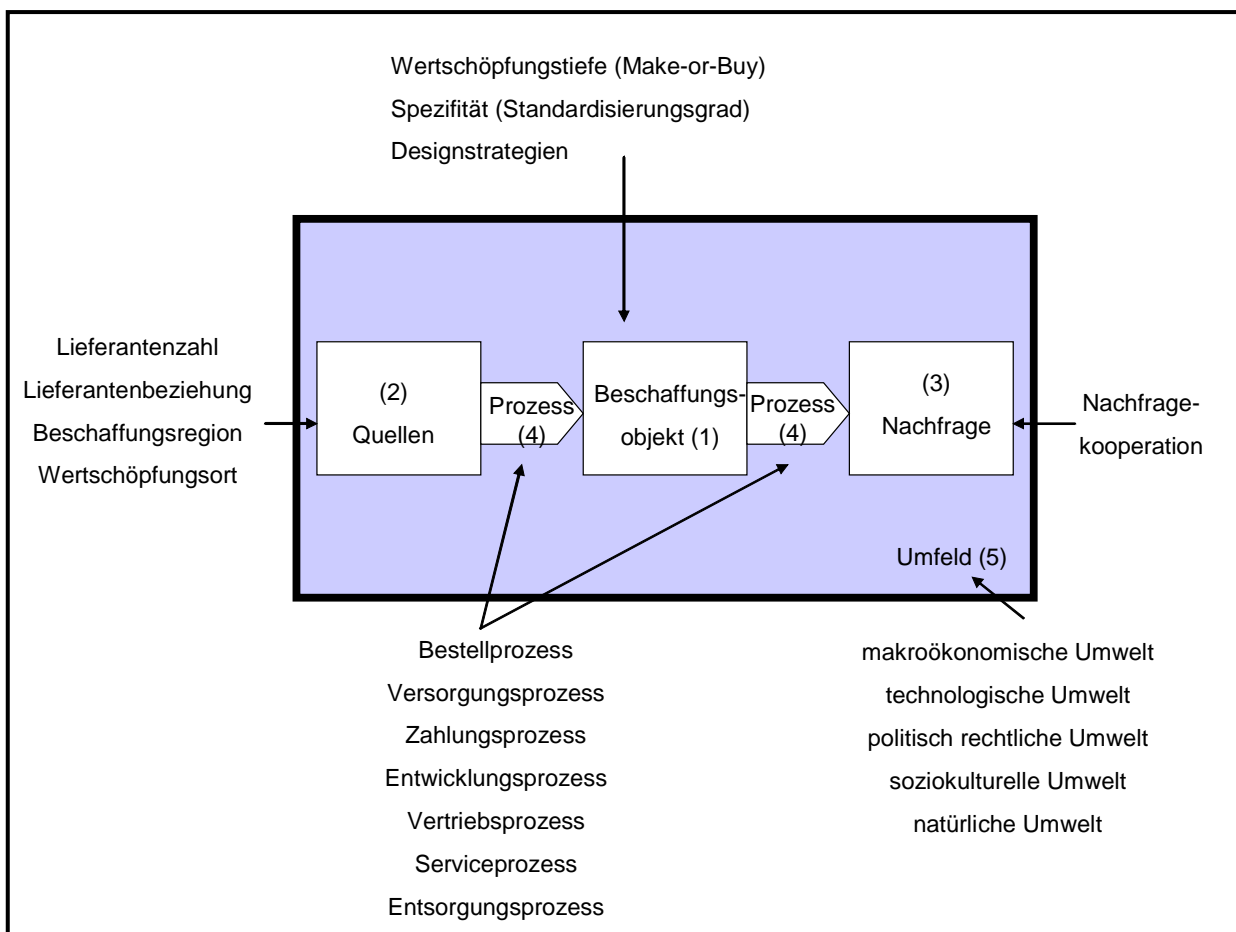 Wertschöpfungstiefe (Make-or-Buy)
Spezifität (Standardisierungsgrad)
Designstrategien
Lieferantenzahl
Lieferantenbeziehung
Beschaffungsregion
Wertschöpfungsort
(2)
Quellen
Prozess
(4)
Beschaffungs-
objekt (1)
Prozess
(4)
(3)
Nachfrage
Nachfrage-
kooperation
Umfeld (5)
Bestellprozess
Versorgungsprozess
Zahlungsprozess
Entwicklungsprozess
Vertriebsprozess
Serviceprozess
Entsorgungsprozess
makroökonomische Umwelt
technologische Umwelt
politisch rechtliche Umwelt
soziokulturelle Umwelt
natürliche Umwelt